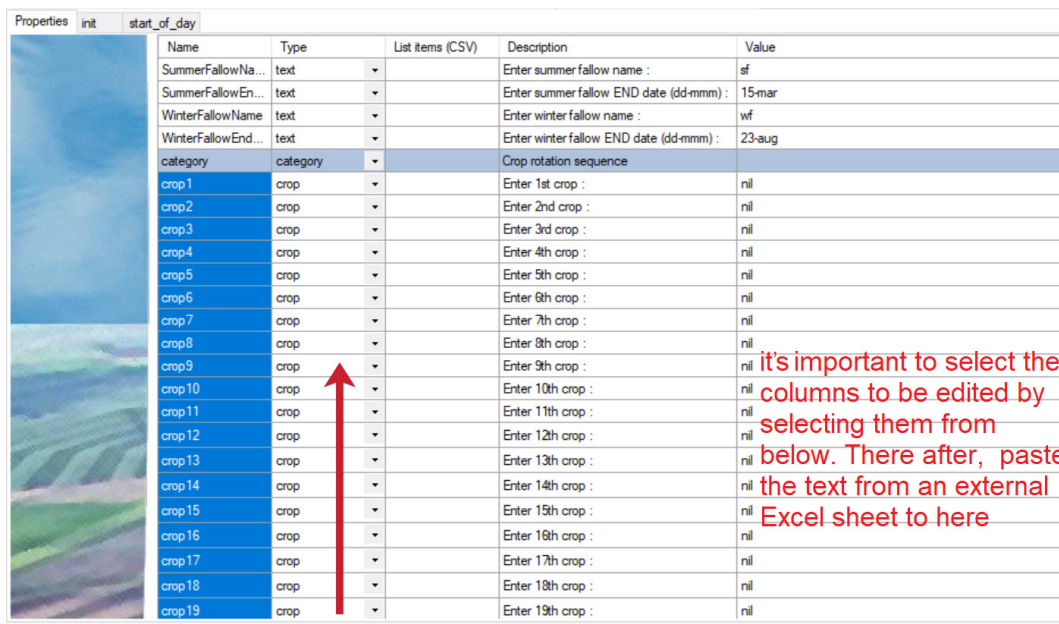 Properties init start_of_day
Name Type List items (CSV) Description Value
SummerFallowNa... text Enter summer fallow name : sf
SummerFallowEn... text Enter summer fallow END date (dd-mmm) : 15-mar
WinterFallowName text Enter winter fallow name : wf
WinterFallowEnd... text Enter winter fallow END date (dd-mmm) : 23-aug
category category Crop rotation sequence
crop1 crop Enter 1st crop : nil
crop2 crop Enter 2nd crop : nil
crop3 crop Enter 3rd crop : nil
crop4 crop Enter 4th crop : nil
crop5 crop Enter 5th crop : nil
crop6 crop Enter 6th crop : nil
crop7 crop Enter 7th crop : nil
crop8 crop Enter 8th crop : nil
crop9 crop Enter 9th crop : nil
crop10 crop Enter 10th crop : nil
crop11 crop Enter 11th crop : nil
crop12 crop Enter 12th crop : nil
crop13 crop Enter 13th crop : nil
crop14 crop Enter 14th crop : nil
crop15 crop Enter 15th crop : nil
crop16 crop Enter 16th crop : nil
crop17 crop Enter 17th crop : nil
crop18 crop Enter 18th crop : nil
crop19 crop Enter 19th crop : nil
it's important to select the
columns to be edited by
selecting them from
below. There after, paste
the text from an external
Excel sheet to here